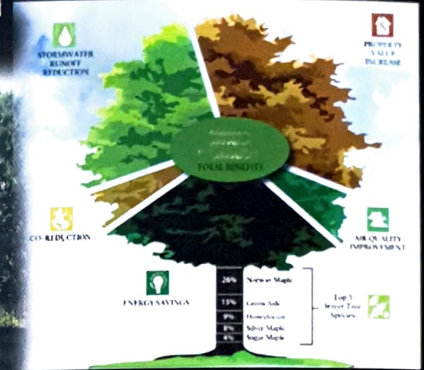 STORMWATER
RUNOFF
REDUCTION
PROPERTY
VALUE
INCREASE
TOTAL BENEFITS
CO2 REDUCTION
AIR QUALITY
IMPROVEMENT
ENERGY SAVINGS
26% Norway Maple
13% Green Ash
9% Honeylocust
8% Silver Maple
4% Sugar Maple
Top 5
Street Tree
Species